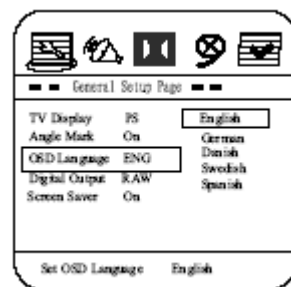 General Setup Page
TV Display PS English
Angle Mark On German
OSD Language ENG Danish
Digital Output RAW Swedish
Screen Saver On Spanish
Set OSD Language English